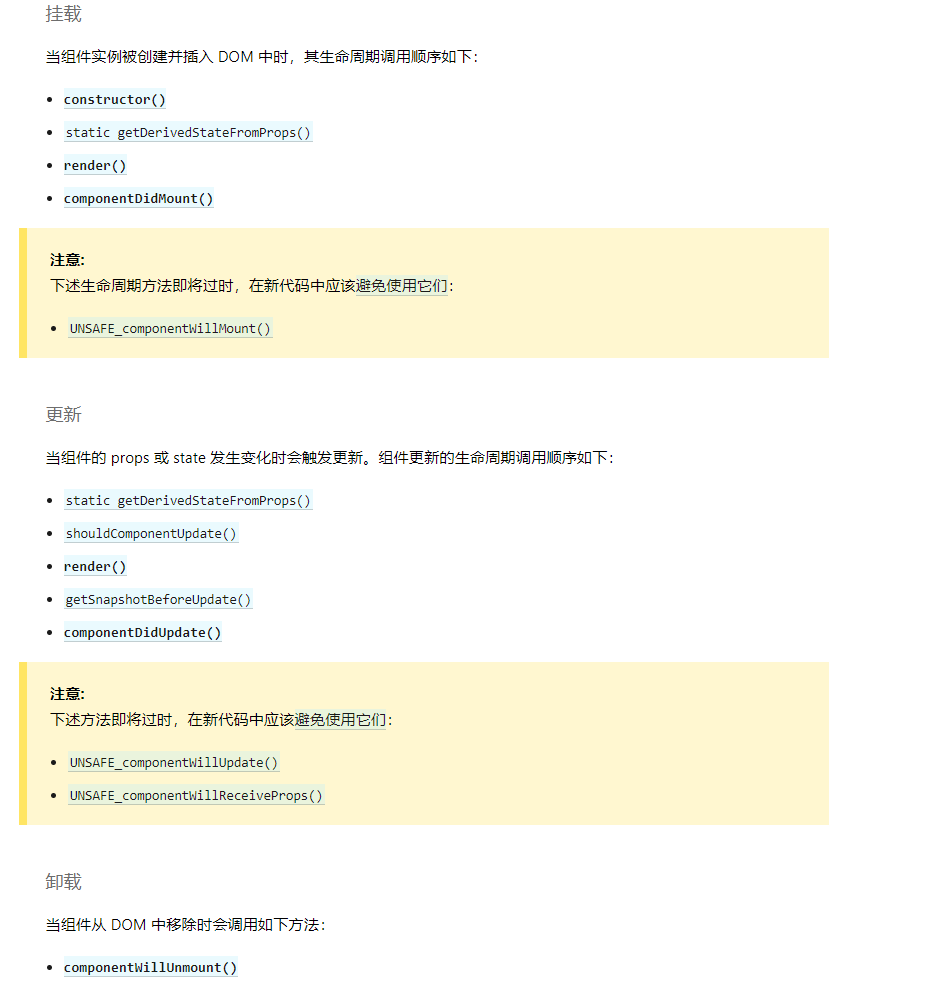 挂载
当组件实例被创建并插入 DOM 中时，其生命周期调用顺序如下：
• constructor()
• static getDerivedStateFromProps()
• render()
• componentDidMount()
注意:
下述生命周期方法即将过时，在新代码中应该避免使用它们：
• UNSAFE_componentWillMount()
更新
当组件的 props 或 state 发生变化时会触发更新。组件更新的生命周期调用顺序如下：
• static getDerivedStateFromProps()
• shouldComponentUpdate()
• render()
• getSnapshotBeforeUpdate()
• componentDidUpdate()
注意:
下述方法即将过时，在新代码中应该避免使用它们：
• UNSAFE_componentWillUpdate()
• UNSAFE_componentWillReceiveProps()
卸载
当组件从 DOM 中移除时会调用如下方法：
• componentWillUnmount()